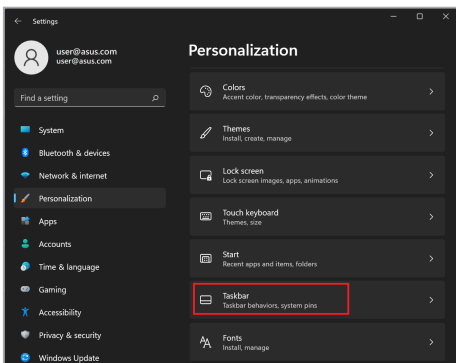 Settings
user@asus.com
user@asus.com
Find a setting
System
Bluetooth & devices
Network & internet
Personalization
Apps
Accounts
Time & language
Gaming
Accessibility
Privacy & security
Windows Update
Personalization
Colors
Accent color, transparency effects, color theme
Themes
Install, create, manage
Lock screen
Lock screen images, apps, animations
Touch keyboard
Themes, size
Start
Recent apps and items, folders
Taskbar
Taskbar behaviors, system pins
Fonts
Install, manage